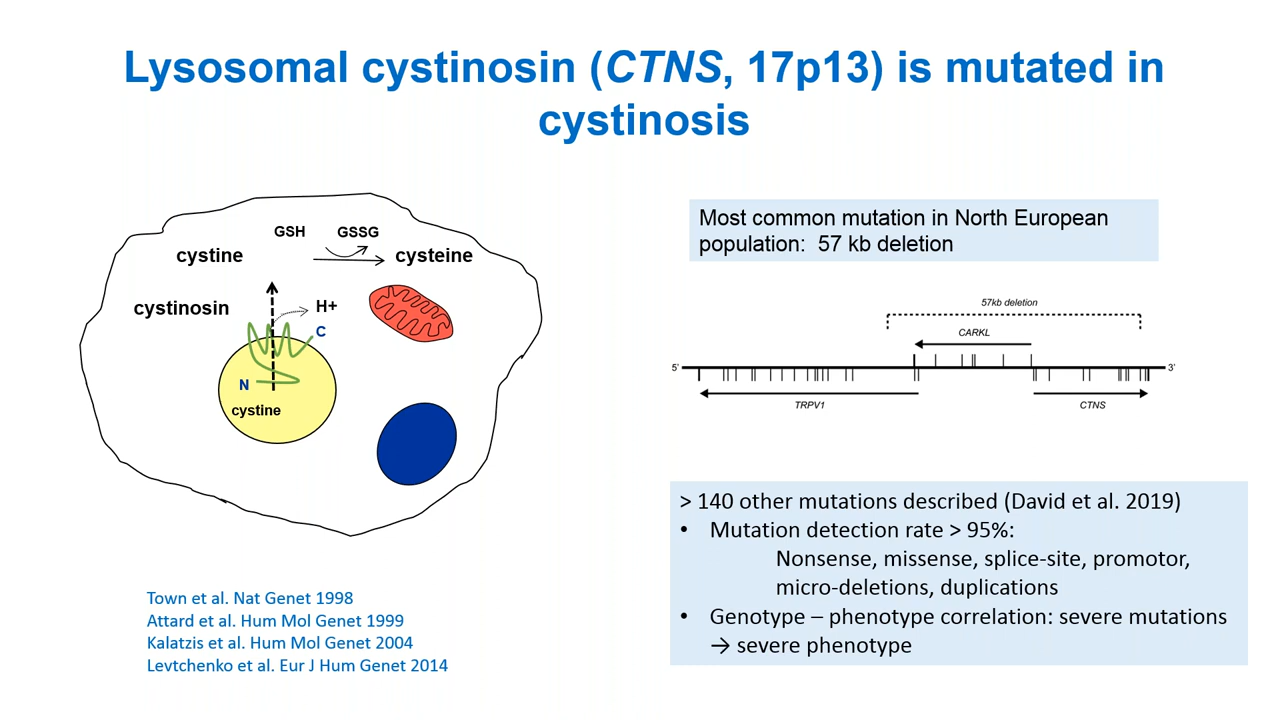 Lysosomal cystinosin (CTNS, 17p13) is mutated in
cystinosis
GSH
GSSG
cystine
cysteine
cystinosin
H+
C
N
cystine
Town et al. Nat Genet 1998
Attard et al. Hum Mol Genet 1999
Kalatzis et al. Hum Mol Genet 2004
Levtchenko et al. Eur J Hum Genet 2014
Most common mutation in North European
population: 57 kb deletion
57kb deletion
CARKL
5'
3'
TRPV1
CTNS
> 140 other mutations described (David et al. 2019)
• Mutation detection rate > 95%:
Nonsense, missense, splice-site, promotor,
micro-deletions, duplications
• Genotype – phenotype correlation: severe mutations
→ severe phenotype